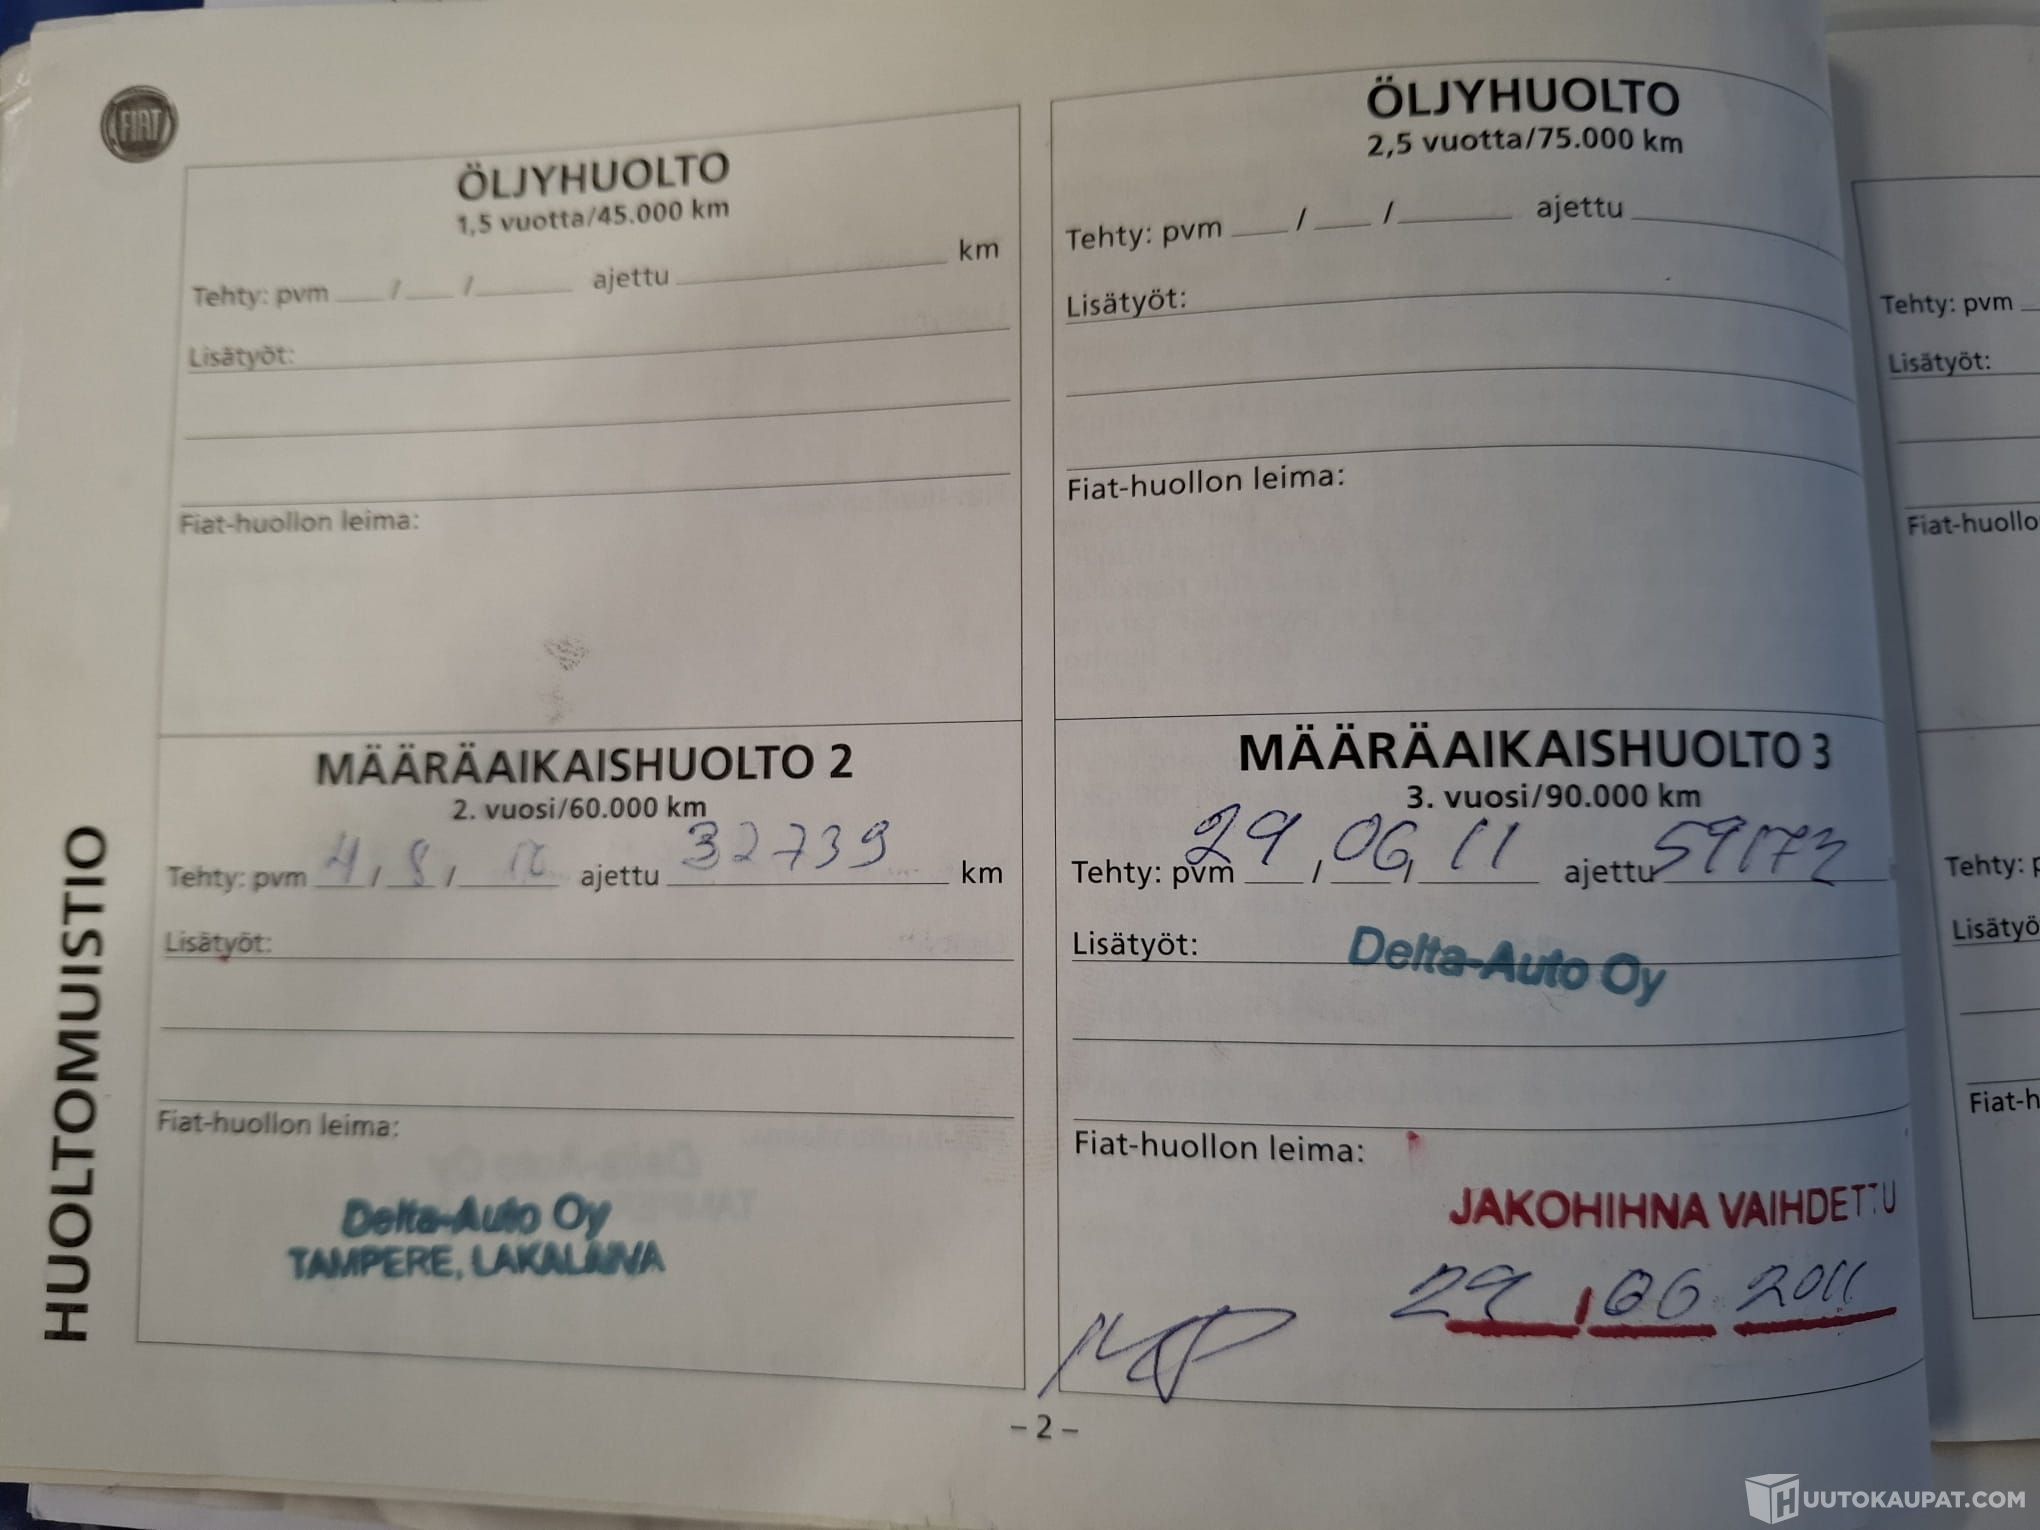 FIAT
ÖLJYHUOLTO
1,5 vuotta/45.000 km
Tehty: pvm / / ajettu km
Lisätyöt:
Fiat-huollon leima:
ÖLJYHUOLTO
2,5 vuotta/75.000 km
Tehty: pvm / / ajettu
Lisätyöt:
Fiat-huollon leima:
MÄÄRÄAIKAISHUOLTO 2
2. vuosi/60.000 km
Tehty: pvm 4 / 8 / 10 ajettu 32739 km
Lisätyöt:
Fiat-huollon leima:
Delta-Auto Oy
TAMPERE, LAKALAIVA
MÄÄRÄAIKAISHUOLTO 3
3. vuosi/90.000 km
Tehty: pvm 29 / 06 / 11 ajettu 59173
Lisätyöt:
Delta-Auto Oy
Fiat-huollon leima:
JAKOHIHNA VAIHDETTU
29 . 06 2011
HUOLTOMUISTIO
– 2 –
Tehty: pvm
Lisätyöt:
Fiat-huollo
Tehty: p
Lisätyö
Fiat-h
HUUTOKAUPAT.COM